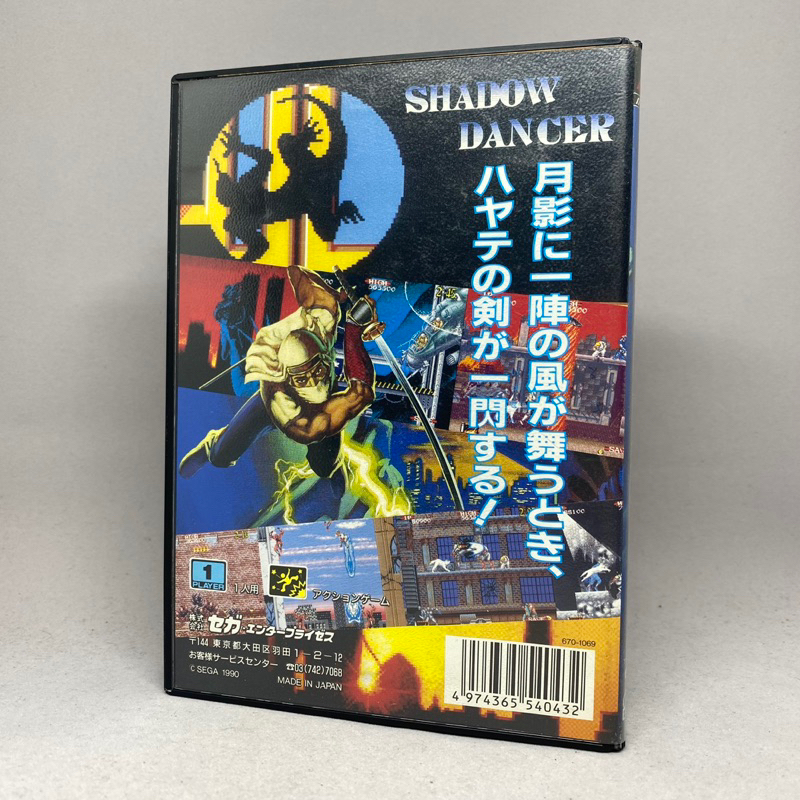 SHADOW
DANCER
月影に一陣の風が舞うとき、
ハヤテの剣が一閃する!
1
PLAYER
1人用
アクションゲーム
株式会社 セガ・エンタープライゼス
〒144 東京都大田区羽田1-2-12
お客様サービスセンター ☎03(742)7068
© SEGA 1990
MADE IN JAPAN
670-1069
4 974365 540432